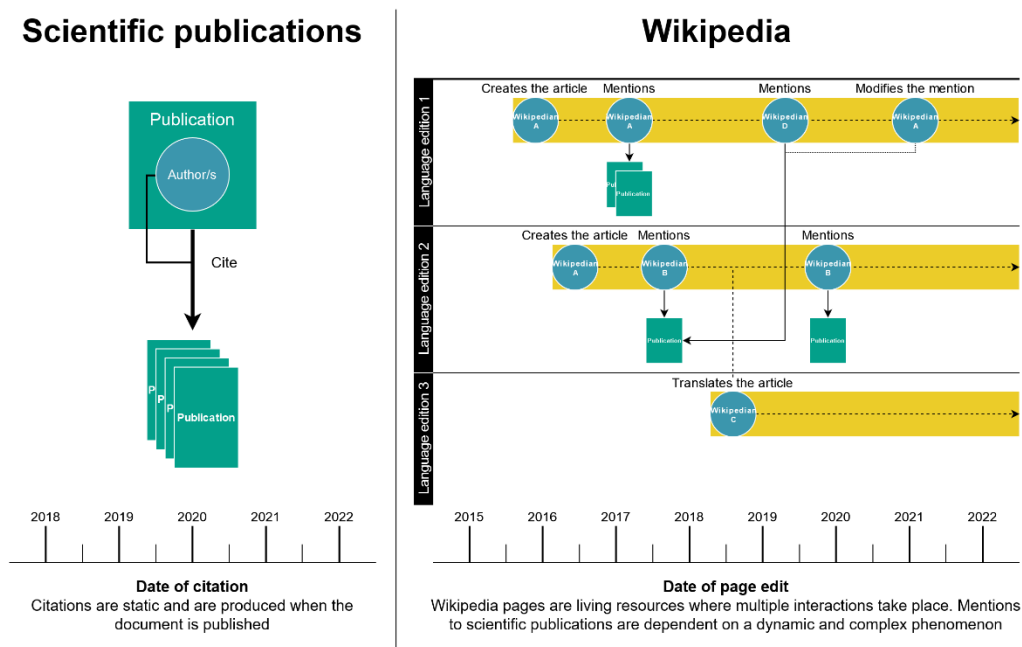 Scientific publications
Publication
Author/s
Cite
P
P
P
Publication
2018 2019 2020 2021 2022
Date of citation
Citations are static and are produced when the
document is published
Wikipedia
Language edition 1
Creates the article Mentions Mentions Modifies the mention
Wikipedian
A
Wikipedian
A
Wikipedian
D
Wikipedian
A
Pu
Publication
Language edition 2
Creates the article Mentions Mentions
Wikipedian
A
Wikipedian
B
Wikipedian
B
Publication
Publication
Language edition 3
Translates the article
Wikipedian
C
2015 2016 2017 2018 2019 2020 2021 2022
Date of page edit
Wikipedia pages are living resources where multiple interactions take place. Mentions
to scientific publications are dependent on a dynamic and complex phenomenon